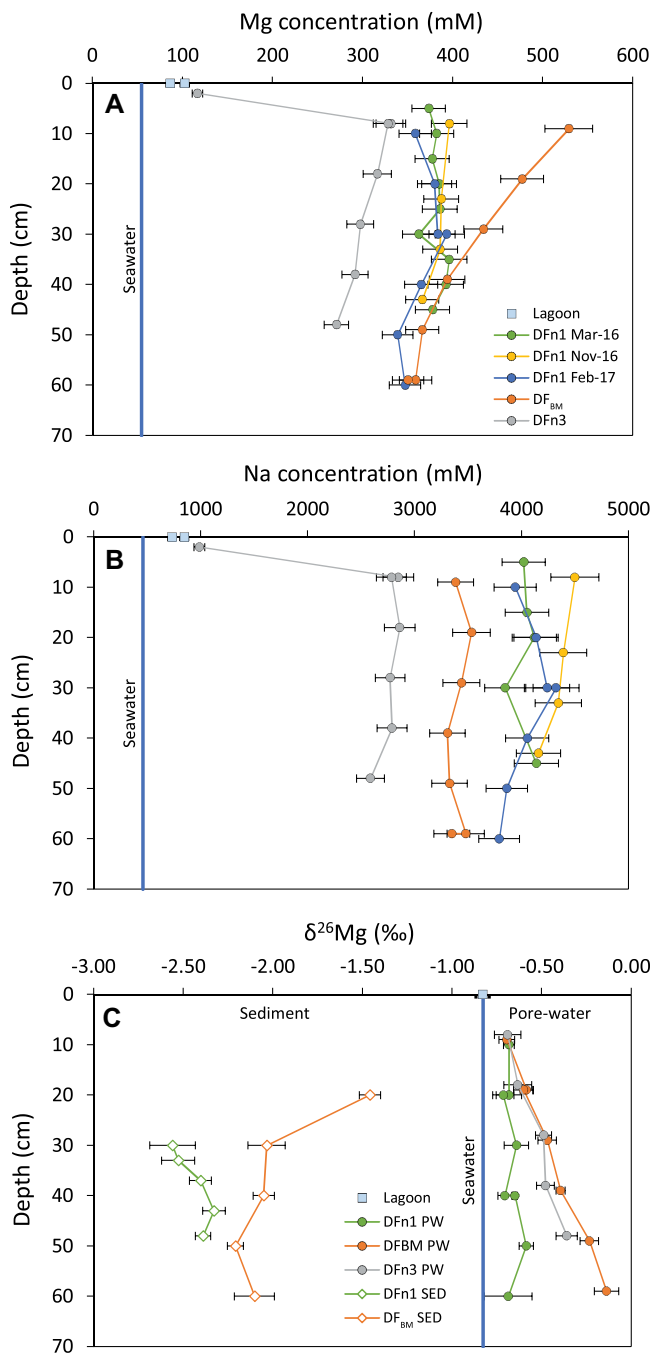 Mg concentration (mM)
0 100 200 300 400 500 600
0
A
10
20
30
40
50
60
70
Depth (cm)
Seawater
Lagoon
DFn1 Mar-16
DFn1 Nov-16
DFn1 Feb-17
DFBM
DFn3
Na concentration (mM)
0 1000 2000 3000 4000 5000
0
B
10
20
30
40
50
60
70
Depth (cm)
Seawater
δ26Mg (‰)
-3.00 -2.50 -2.00 -1.50 -1.00 -0.50 0.00
0
C
Sediment
Pore-water
10
20
30
40
50
60
70
Depth (cm)
Seawater
Lagoon
DFn1 PW
DFBM PW
DFn3 PW
DFn1 SED
DFBM SED